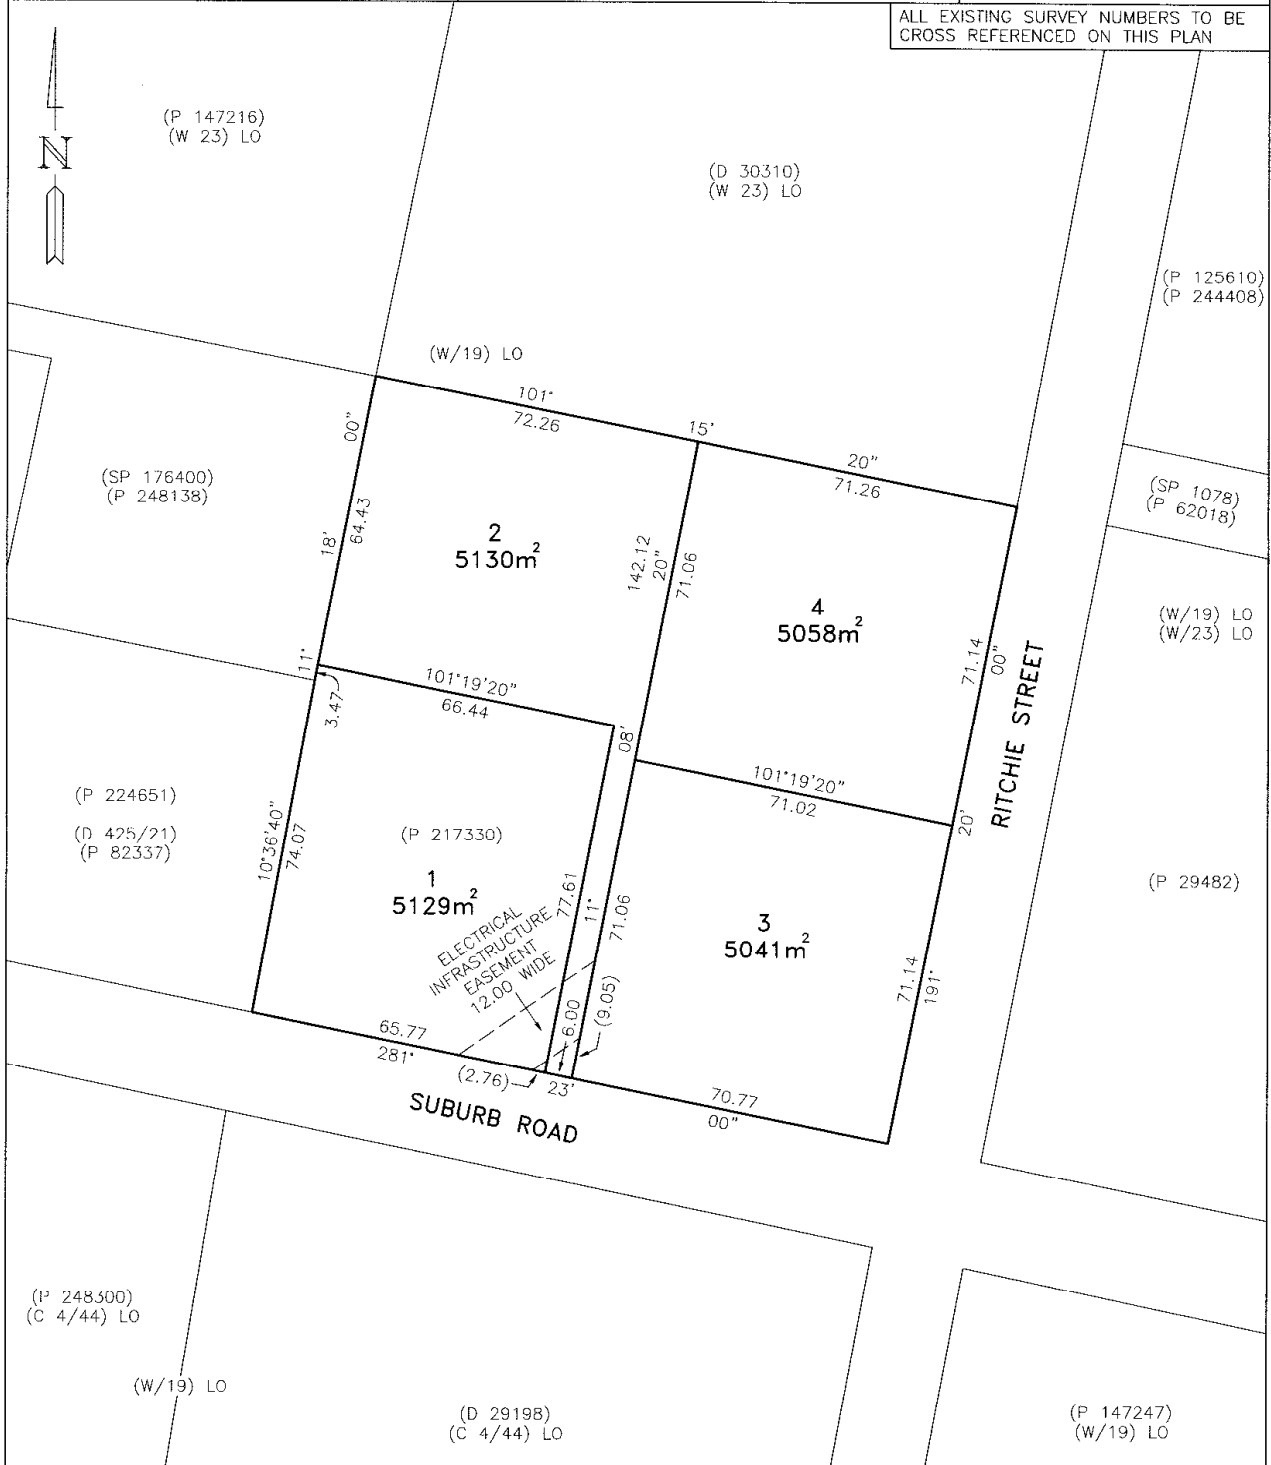 ALL EXISTING SURVEY NUMBERS TO BE
CROSS REFERENCED ON THIS PLAN
N
(P 147216)
(W 23) LO
(D 30310)
(W 23) LO
(P 125610)
(P 244408)
(W/19) LO
101°
72.26
15'
20"
71.26
00"
(SP 176400)
(P 248138)
(SP 1078)
(P 62018)
18'
64.43
2
5130m²
142.12
20"
71.06
4
5058m²
(W/19) LO
(W/23) LO
71.14
00"
RITCHIE STREET
11°
3.47
101°19'20"
66.44
08'
101°19'20"
71.02
20'
(P 224651)
(D 425/21)
(P 82337)
10°36'40"
74.07
(P 217330)
1
5129m²
77.61
11°
71.06
3
5041m²
(P 29482)
71.14
191°
ELECTRICAL
INFRASTRUCTURE
EASEMENT
12.00 WIDE
6.00
(9.05)
65.77
281°
(2.76)
23'
70.77
00"
SUBURB ROAD
(P 248300)
(C 4/44) LO
(W/19) LO
(D 29198)
(C 4/44) LO
(P 147247)
(W/19) LO